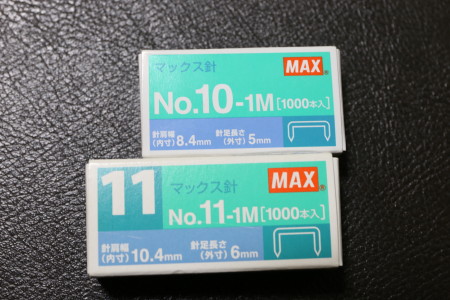 マックス針
MAX®
No.10-1M[1000本入]
針肩幅(内寸)8.4mm 針足長さ(外寸)5mm
11
マックス針
MAX®
No.11-1M[1000本入]
針肩幅(内寸)10.4mm 針足長さ(外寸)6mm